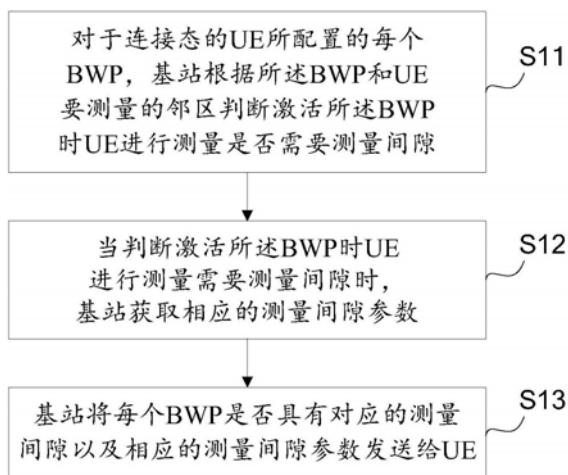 对于连接态的UE所配置的每个
BWP，基站根据所述BWP和UE
要测量的邻区判断激活所述BWP
时UE进行测量是否需要测量间隙
S11
当判断激活所述BWP时UE
进行测量需要测量间隙时，
基站获取相应的测量间隙参数
S12
基站将每个BWP是否具有对应的测量
间隙以及相应的测量间隙参数发送给UE
S13